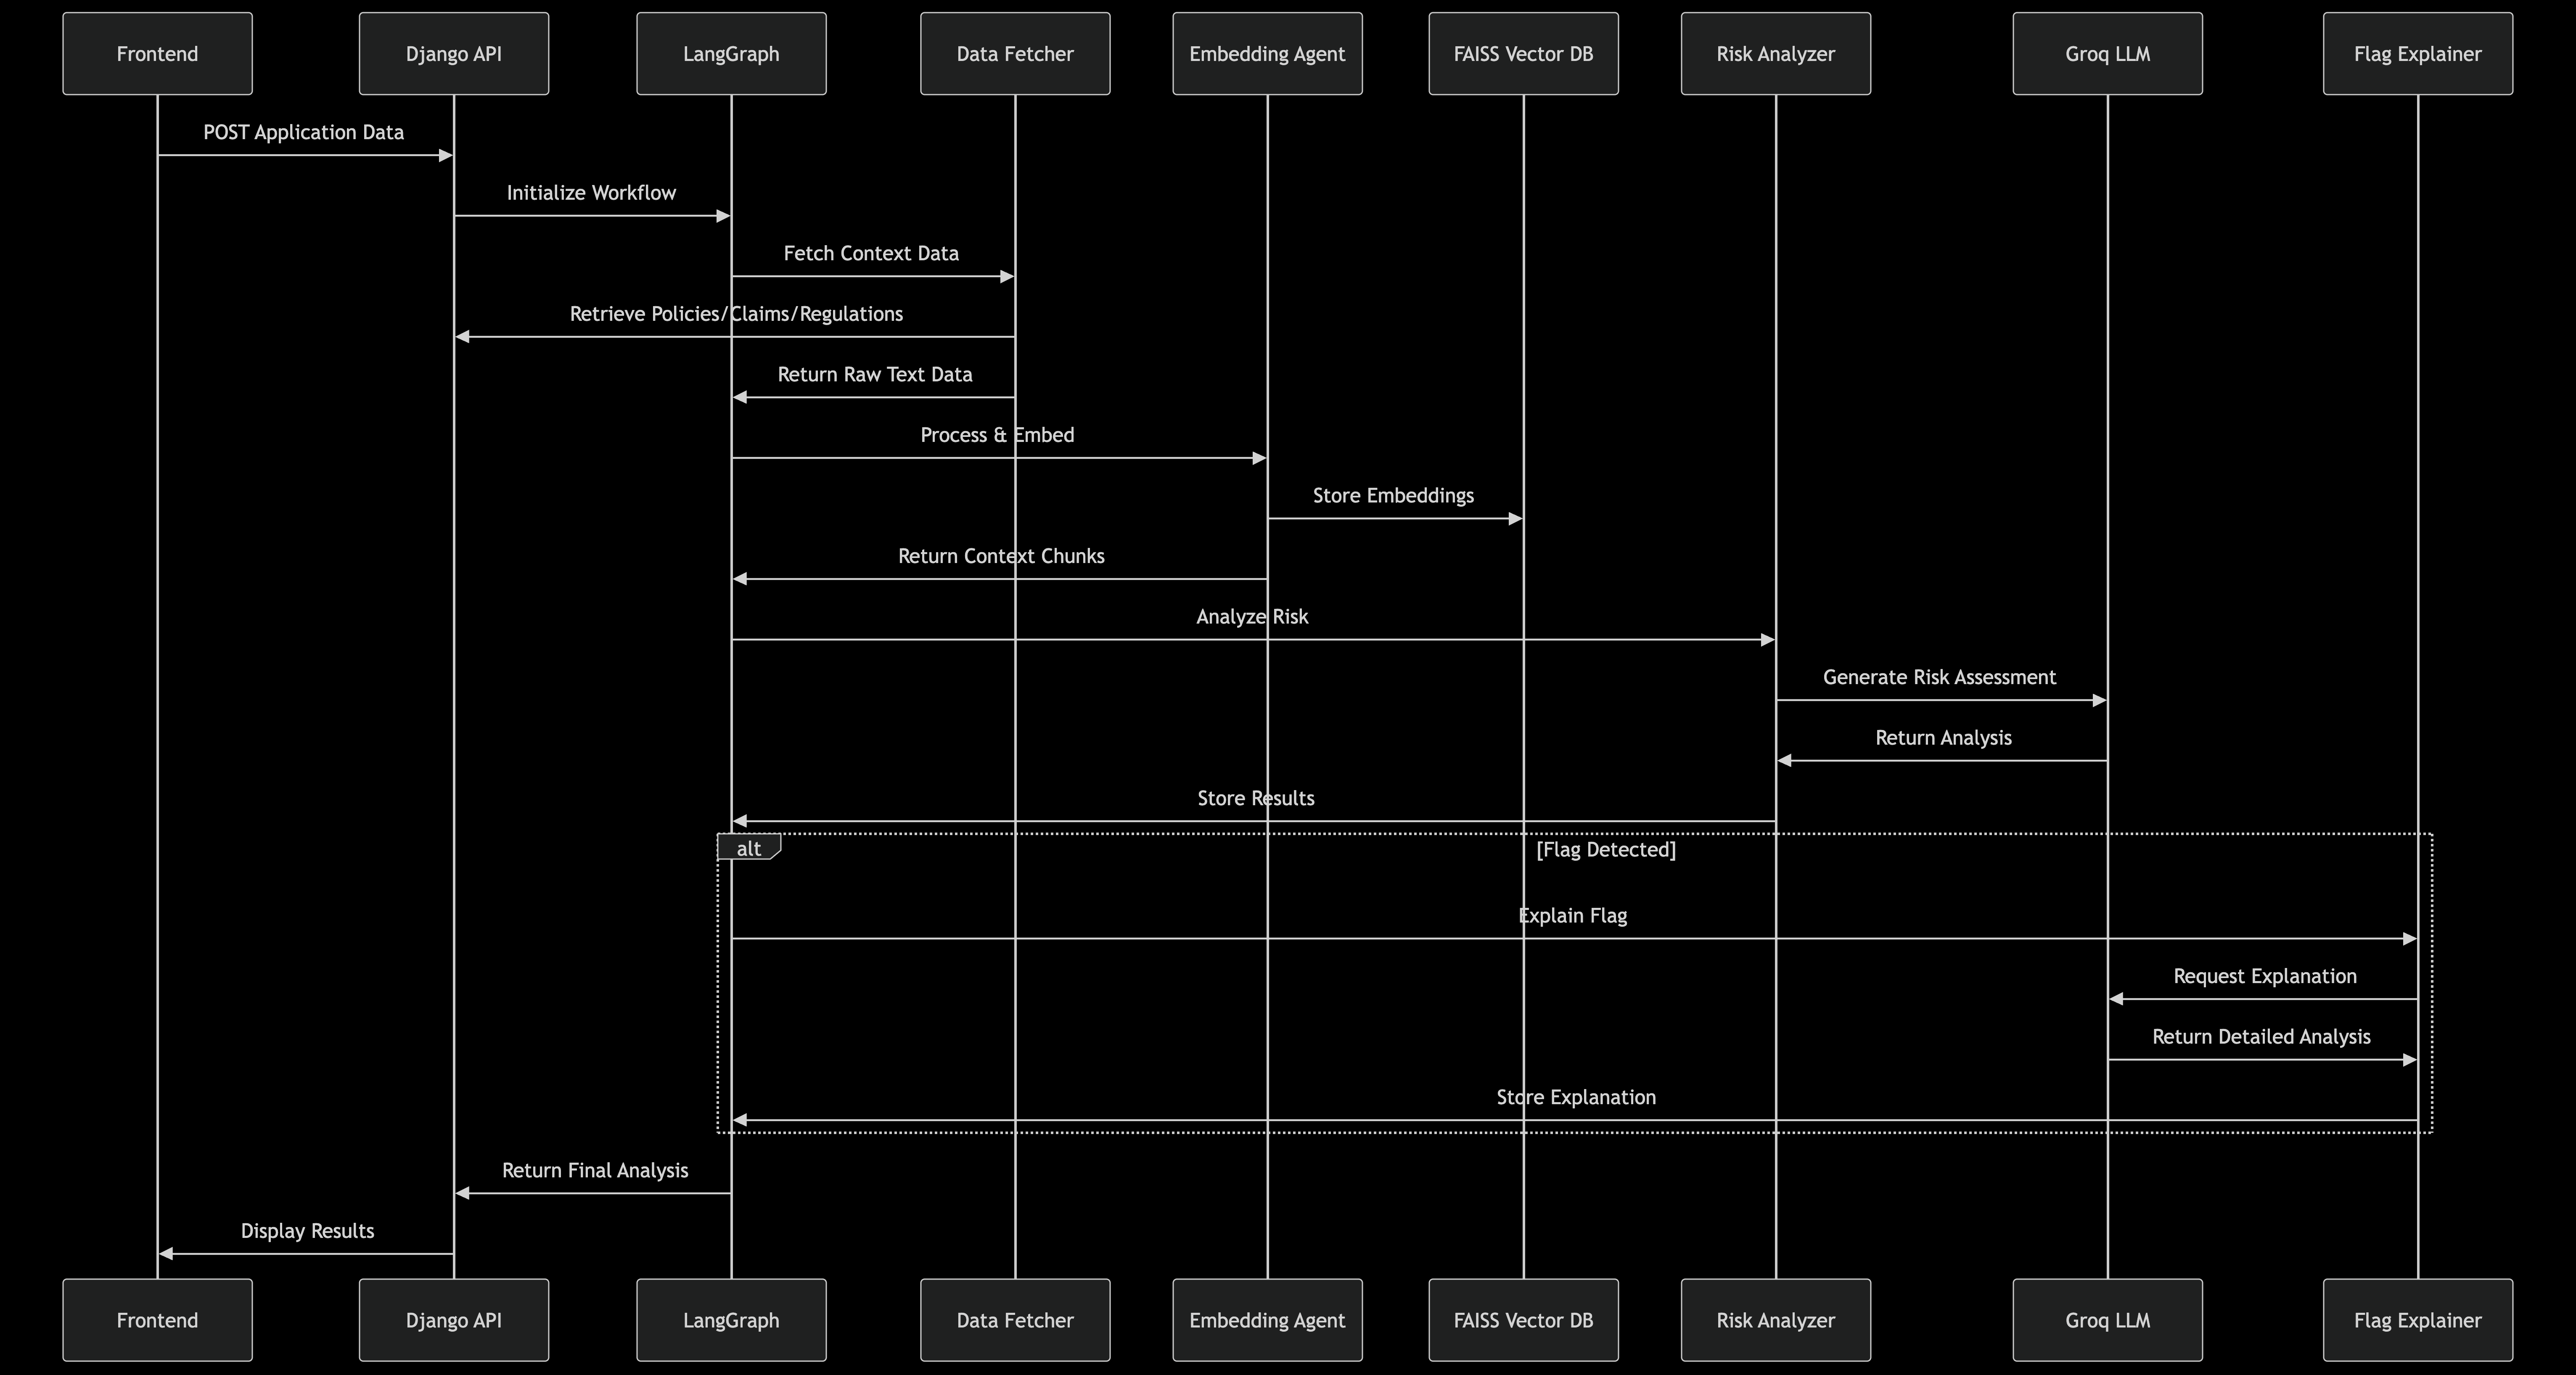 Frontend
Django API
LangGraph
Data Fetcher
Embedding Agent
FAISS Vector DB
Risk Analyzer
Groq LLM
Flag Explainer
POST Application Data
Initialize Workflow
Fetch Context Data
Retrieve Policies/Claims/Regulations
Return Raw Text Data
Process & Embed
Store Embeddings
Return Context Chunks
Analyze Risk
Generate Risk Assessment
Return Analysis
Store Results
alt
[Flag Detected]
Explain Flag
Request Explanation
Return Detailed Analysis
Store Explanation
Return Final Analysis
Display Results
Frontend
Django API
LangGraph
Data Fetcher
Embedding Agent
FAISS Vector DB
Risk Analyzer
Groq LLM
Flag Explainer